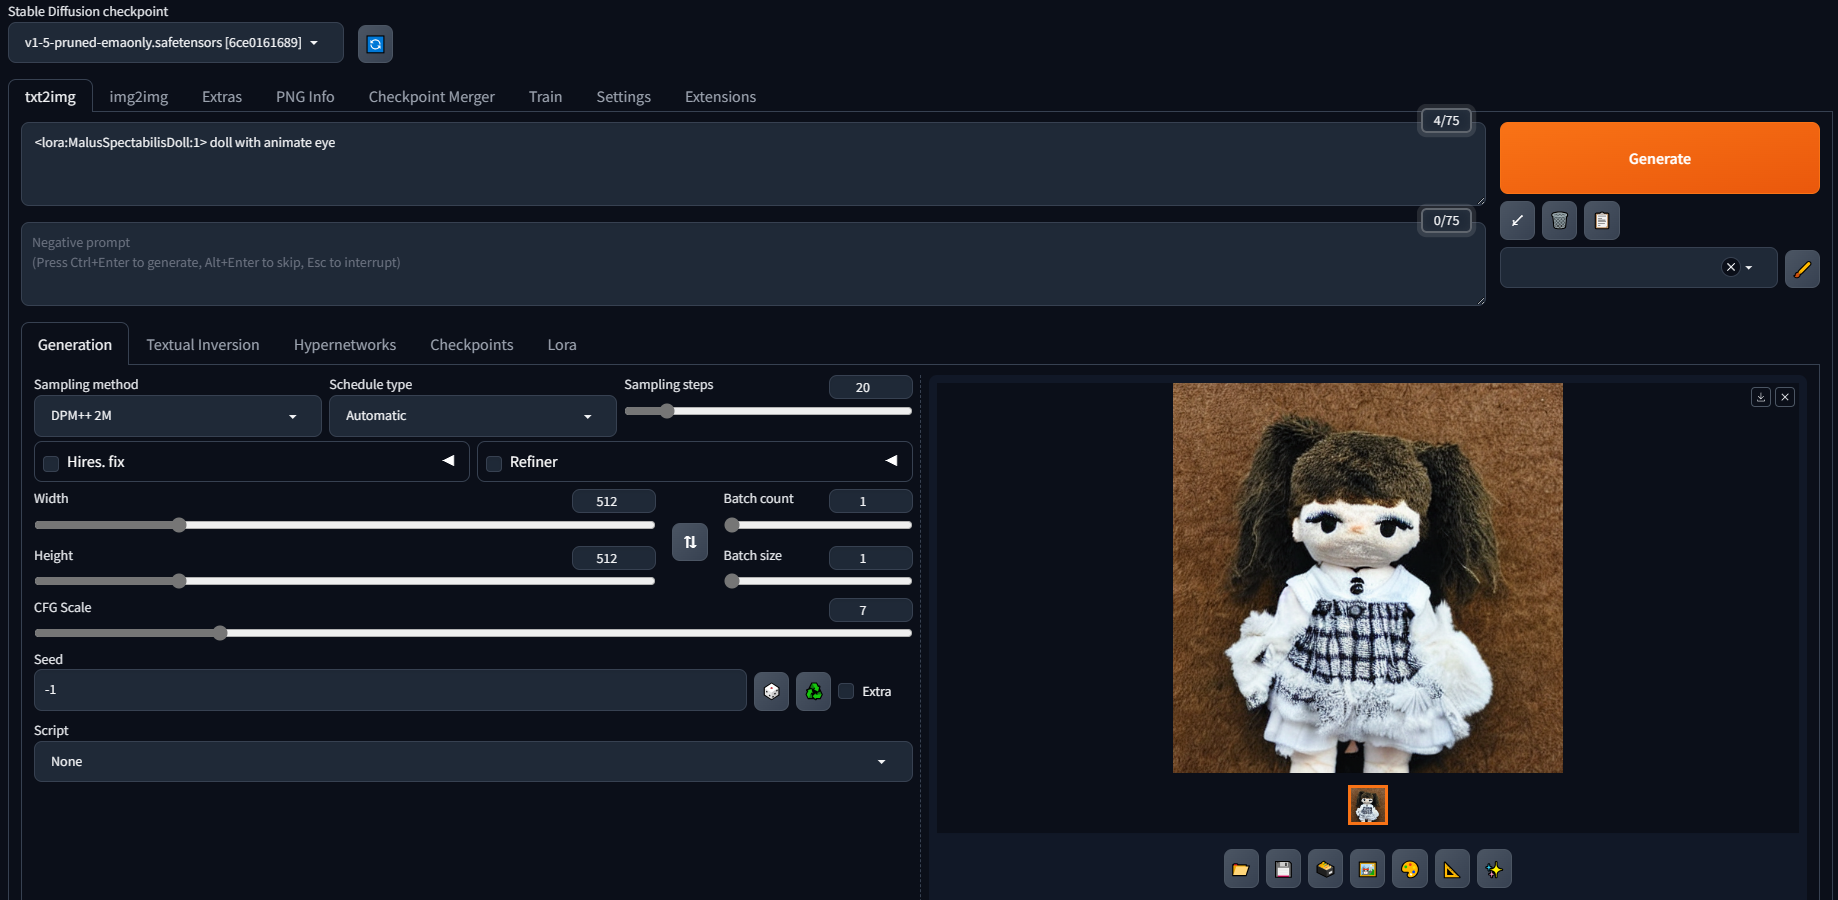 Stable Diffusion checkpoint
v1-5-pruned-emaonly.safetensors [6ce0161689]
txt2img img2img Extras PNG Info Checkpoint Merger Train Settings Extensions
4/75
<lora:MalusSpectabilisDoll:1> doll with animate eye
Generate
0/75
Negative prompt
(Press Ctrl+Enter to generate, Alt+Enter to skip, Esc to interrupt)
Generation Textual Inversion Hypernetworks Checkpoints Lora
Sampling method Schedule type Sampling steps 20
DPM++ 2M Automatic
Hires. fix Refiner
Width 512 Batch count 1
Height 512 Batch size 1
CFG Scale 7
Seed
-1
Extra
Script
None